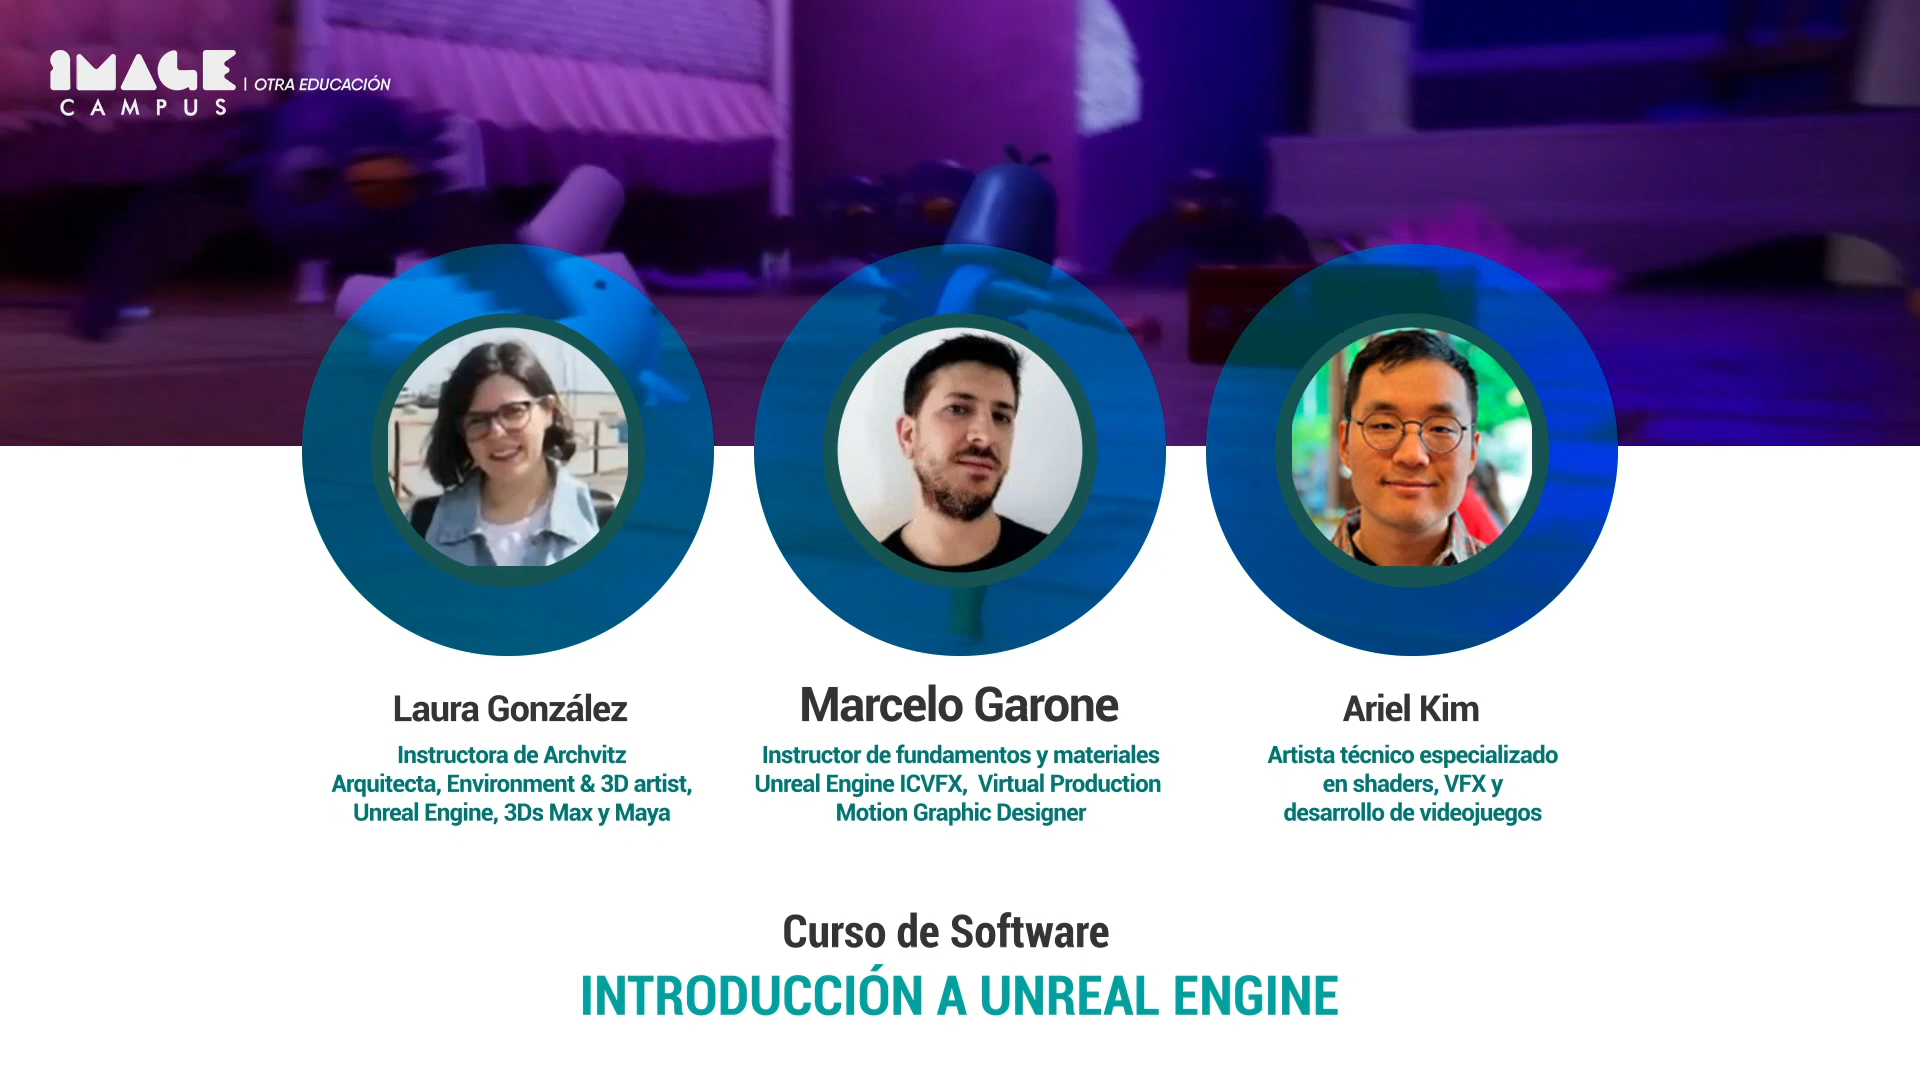 IMAGE
CAMPUS
| OTRA EDUCACIÓN
Laura González
Instructora de Archvitz
Arquitecta, Environment & 3D artist,
Unreal Engine, 3Ds Max y Maya
Marcelo Garone
Instructor de fundamentos y materiales
Unreal Engine ICVFX, Virtual Production
Motion Graphic Designer
Ariel Kim
Artista técnico especializado
en shaders, VFX y
desarrollo de videojuegos
Curso de Software
INTRODUCCIÓN A UNREAL ENGINE